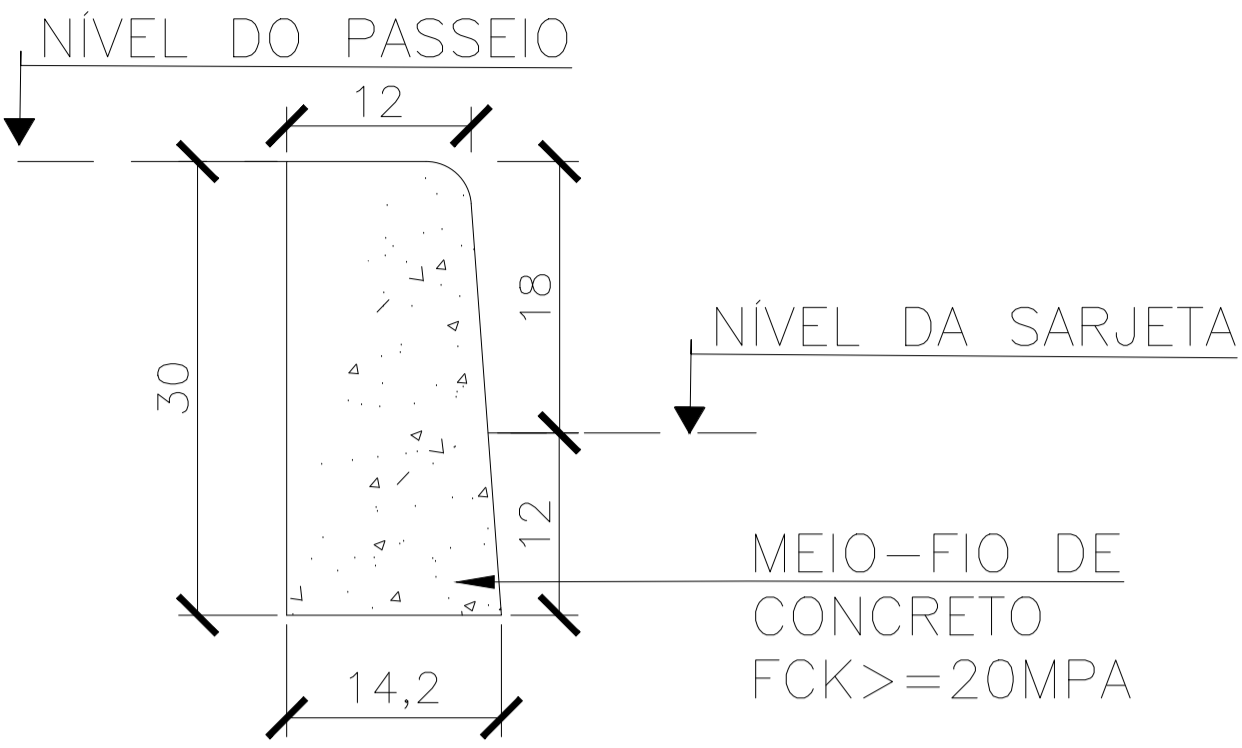 NÍVEL DO PASSEIO
12
30
18
NÍVEL DA SARJETA
12
MEIO-FIO DE
CONCRETO
FCK>=20MPA
14,2